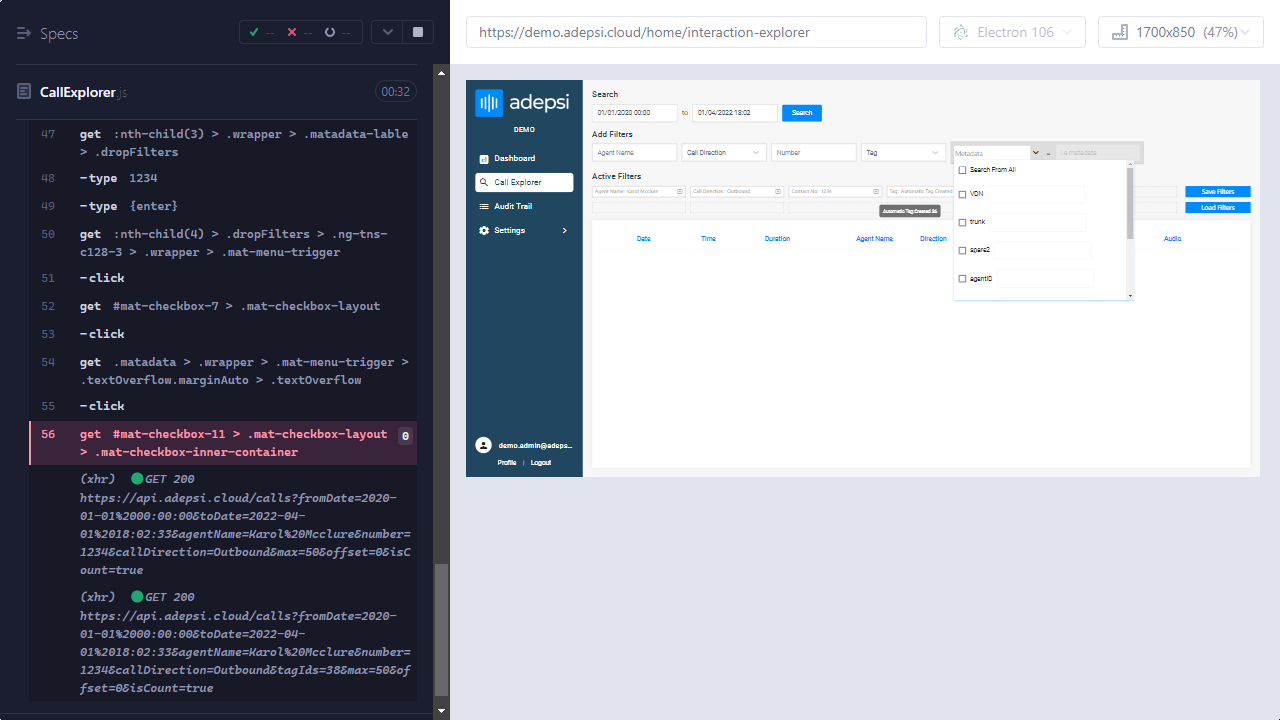 Specs
--
--
--
https://demo.adepsi.cloud/home/interaction-explorer
Electron 106
1700x850 (47%)
CallExplorer.js
00:32
47 get :nth-child(3) > .wrapper > .matadata-lable
> .dropFilters
48 -type 1234
49 -type {enter}
50 get :nth-child(4) > .dropFilters > .ng-tns-
c128-3 > .wrapper > .mat-menu-trigger
51 -click
52 get #mat-checkbox-7 > .mat-checkbox-layout
53 -click
54 get .matadata > .wrapper > .mat-menu-trigger >
.textOverflow.marginAuto > .textOverflow
55 -click
56 get #mat-checkbox-11 > .mat-checkbox-layout 0
> .mat-checkbox-inner-container
(xhr) GET 200
https://api.adepsi.cloud/calls?fromDate=2020-
01-01%2000:00:00&toDate=2022-04-
01%2018:02:33&agentName=Karol%20Mcclure&number=
1234&callDirection=Outbound&max=50&offset=0&isC
ount=true
(xhr) GET 200
https://api.adepsi.cloud/calls?fromDate=2020-
01-01%2000:00:00&toDate=2022-04-
01%2018:02:33&agentName=Karol%20Mcclure&number=
1234&callDirection=Outbound&tagIds=38&max=50&of
fset=0&isCount=true
adepsi
DEMO
Dashboard
Call Explorer
Audit Trail
Settings
demo.admin@adeps...
Profile | Logout
Search
01/01/2020 00:00 to 01/04/2022 18:02 Search
Add Filters
Agent Name Call Direction Number Tag Metadata = i.e metadata
Active Filters
Agent Name: Karol Mcclure Call Direction: Outbound Contact No: 1234 Tag: Automatic Tag Created
Save Filters
Load Filters
Automatic Tag Created 36
Search From All
VDN
trunk
spare2
agentID
Date Time Duration Agent Name Direction Audio